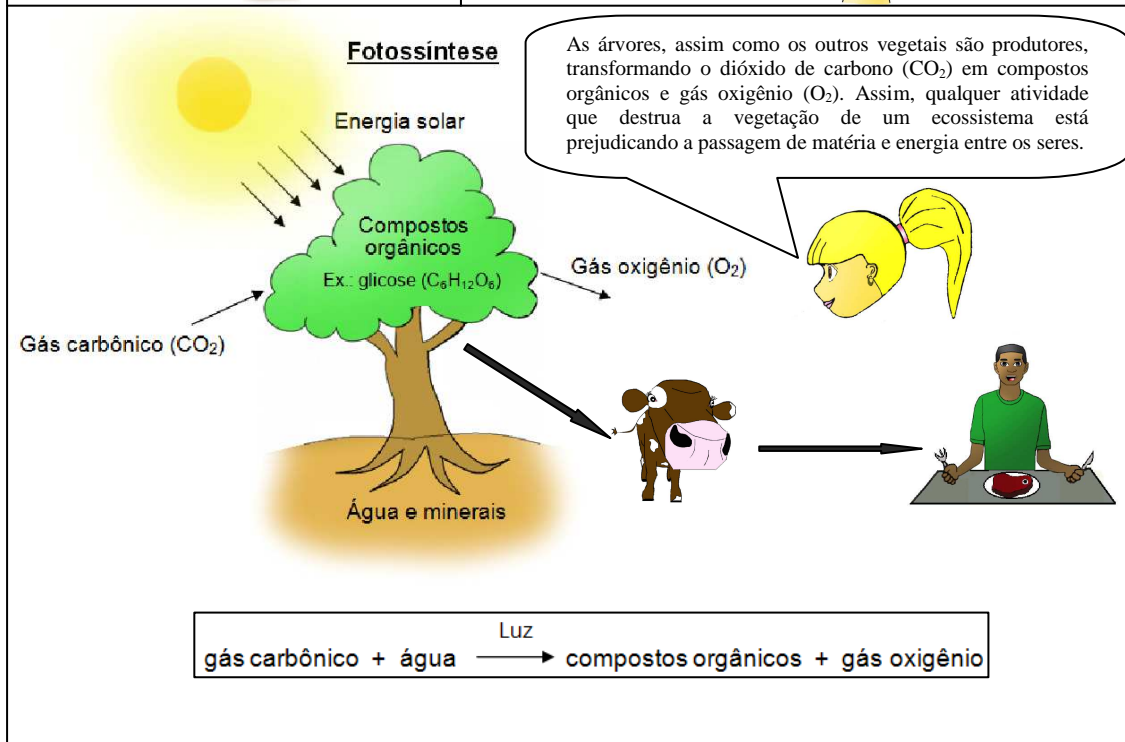 Fotossíntese
As árvores, assim como os outros vegetais são produtores,
transformando o dióxido de carbono (CO₂) em compostos
orgânicos e gás oxigênio (O₂). Assim, qualquer atividade
que destrua a vegetação de um ecossistema está
prejudicando a passagem de matéria e energia entre os seres.
Energia solar
Compostos
orgânicos
Ex.: glicose (C₆H₁₂O₆)
Gás oxigênio (O₂)
Gás carbônico (CO₂)
Água e minerais
Luz
gás carbônico + água ⟶ compostos orgânicos + gás oxigênio